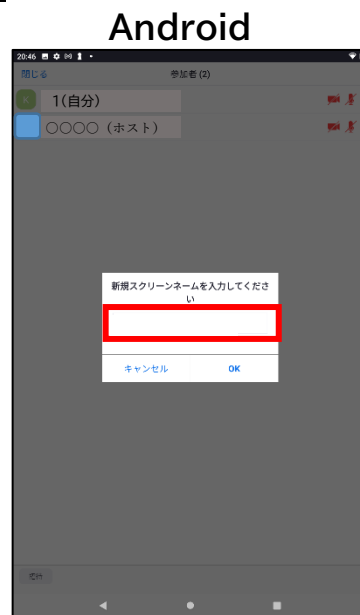 Android
20:46
閉じる 参加者 (2)
K 1(自分)
〇〇〇〇 (ホスト)
新規スクリーンネームを入力してくださ
い
キャンセル OK
招待